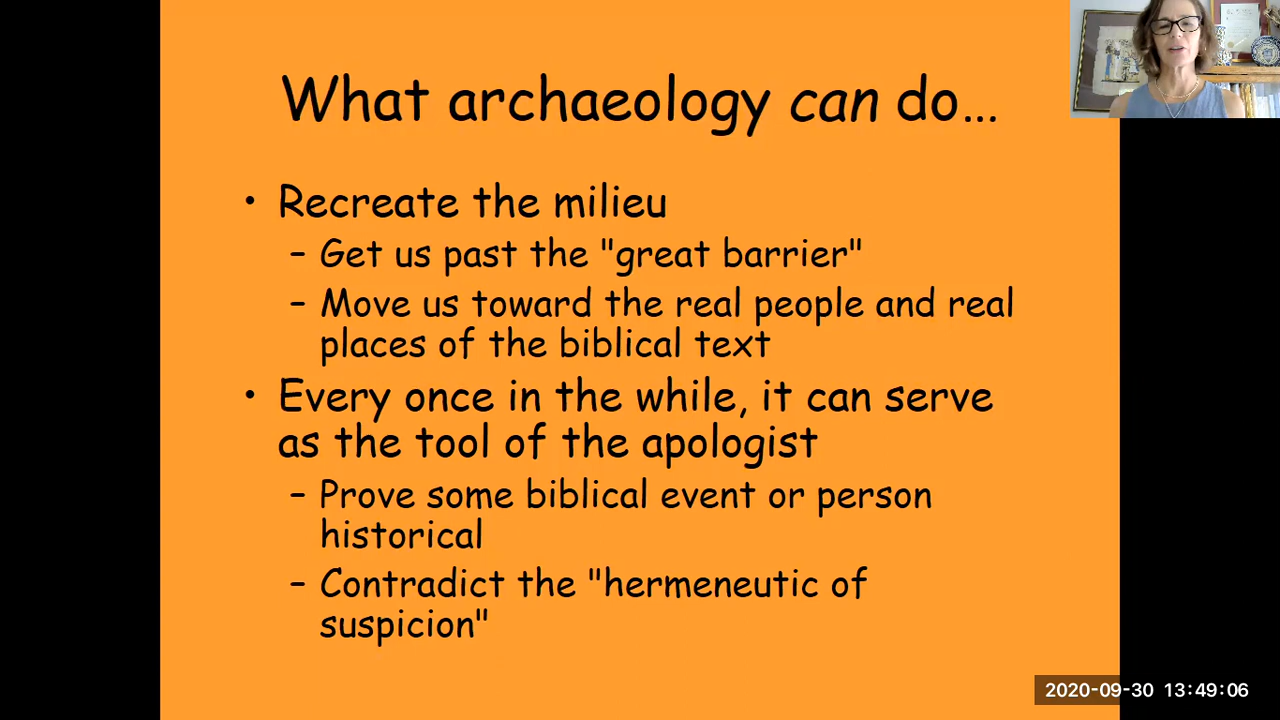 What archaeology can do...
• Recreate the milieu
– Get us past the "great barrier"
– Move us toward the real people and real
places of the biblical text
• Every once in the while, it can serve
as the tool of the apologist
– Prove some biblical event or person
historical
– Contradict the "hermeneutic of
suspicion"
2020-09-30 13:49:06